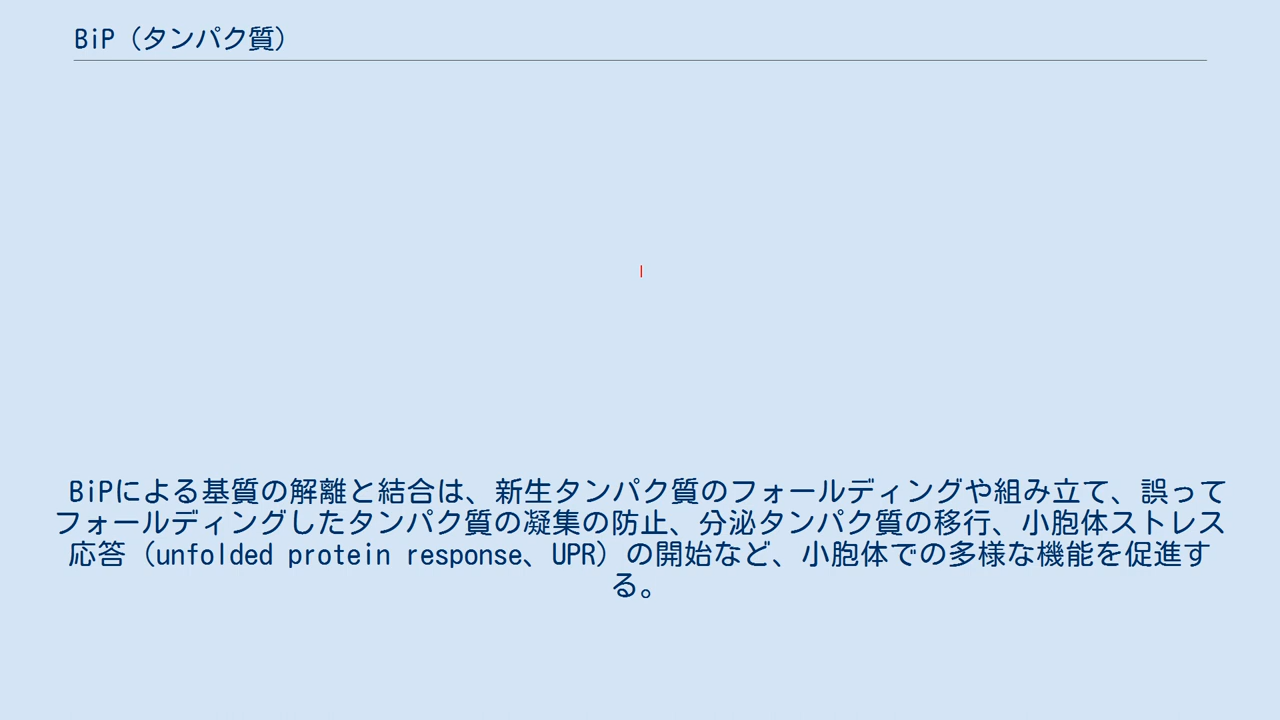 BiP（タンパク質）
BiPによる基質の解離と結合は、新生タンパク質のフォールディングや組み立て、誤って
フォールディングしたタンパク質の凝集の防止、分泌タンパク質の移行、小胞体ストレス
応答（unfolded protein response、UPR）の開始など、小胞体での多様な機能を促進す
る。